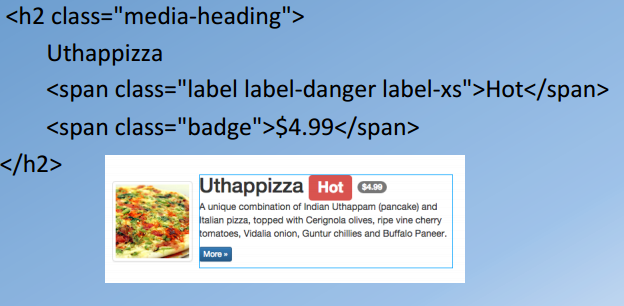 <h2 class="media-heading">
Uthappizza
<span class="label label-danger label-xs">Hot</span>
<span class="badge">$4.99</span>
</h2>
Uthappizza Hot $4.99
A unique combination of Indian Uthappam (pancake) and
Italian pizza, topped with Cerignola olives, ripe vine cherry
tomatoes, Vidalia onion, Guntur chillies and Buffalo Paneer.
More »